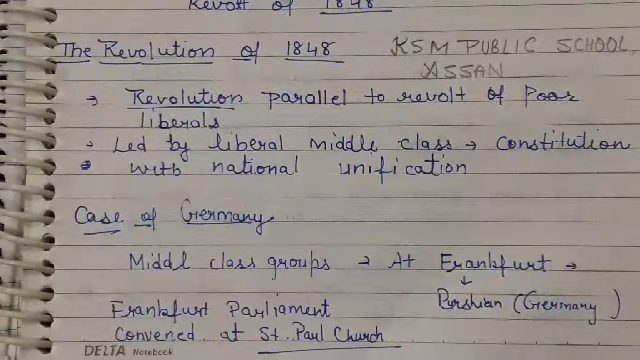 Revolt of 1848
The Revolution of 1848
KSM PUBLIC SCHOOL,
ASSAN
→ Revolution parallel to revolt of Poor
liberals
• Led by liberal middle class → Constitution
• with national unification
Case of Germany
Middl class groups → At Frankfurt →
↓
Purshian (Germany)
Frankfurt Parliament
Convened at St. Paul Church
DELTA Notebook